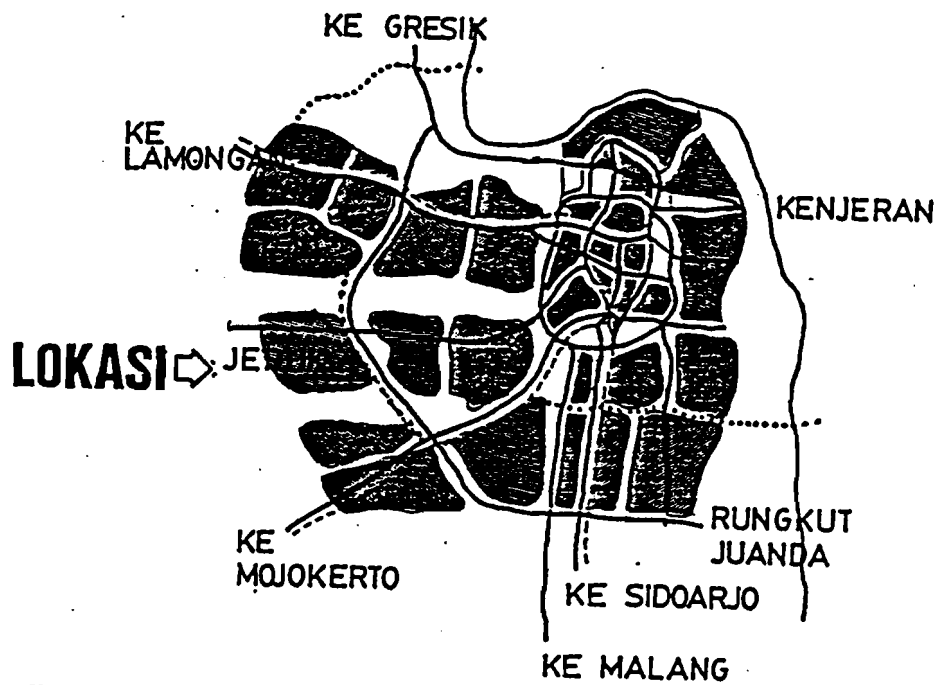 KE GRESIK
KE
LAMONGAN
KENJERAN
LOKASI
RUNGKUT
JUANDA
KE
MOJOKERTO
KE SIDOARJO
KE MALANG